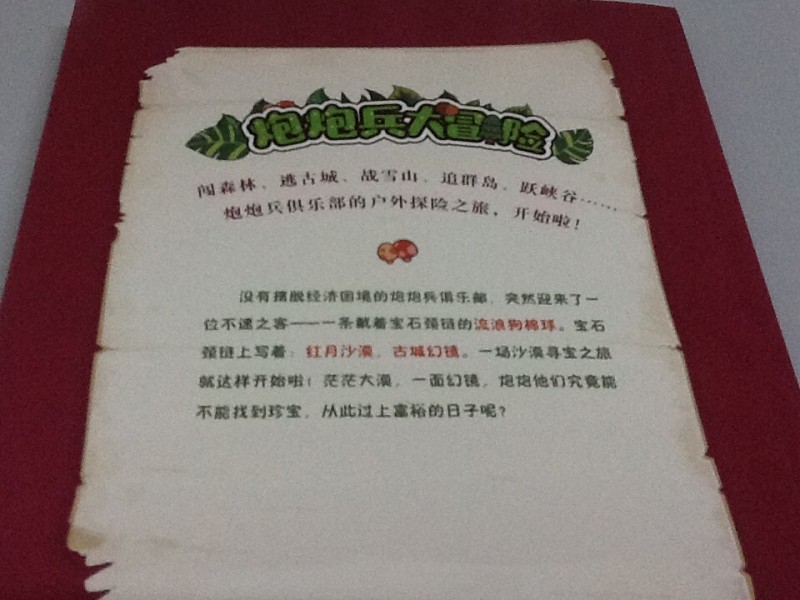 炮炮兵大冒险
闯森林、逃古城、战雪山、追群岛、跃峡谷……
炮炮兵俱乐部的户外探险之旅，开始啦！
没有摆脱经济困境的炮炮兵俱乐部，突然迎来了一
位不速之客——一条戴着宝石颈链的流浪狗棉球。宝石
颈链上写着：红月沙漠，古城幻镜。一场沙漠寻宝之旅
就这样开始啦！茫茫大漠，一面幻镜，炮炮他们究竟能
不能找到珍宝，从此过上富裕的日子呢？